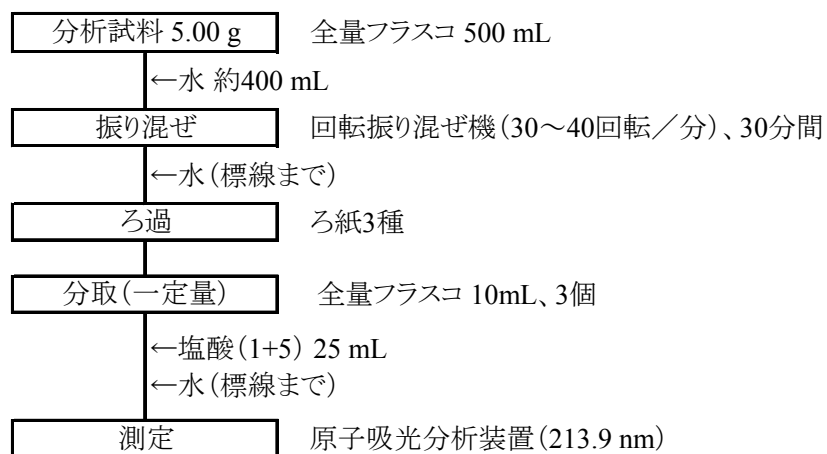 分析試料 5.00 g 全量フラスコ 500 mL
←水 約400 mL
振り混ぜ 回転振り混ぜ機(30～40回転／分)、30分間
←水(標線まで)
ろ過 ろ紙3種
分取(一定量) 全量フラスコ 10mL、3個
←塩酸(1+5) 25 mL
←水(標線まで)
測定 原子吸光分析装置(213.9 nm)